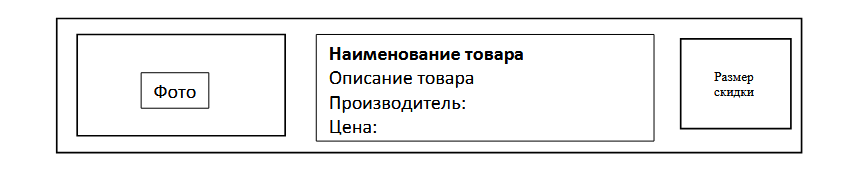 Фото
Наименование товара
Описание товара
Производитель:
Цена:
Размер
скидки